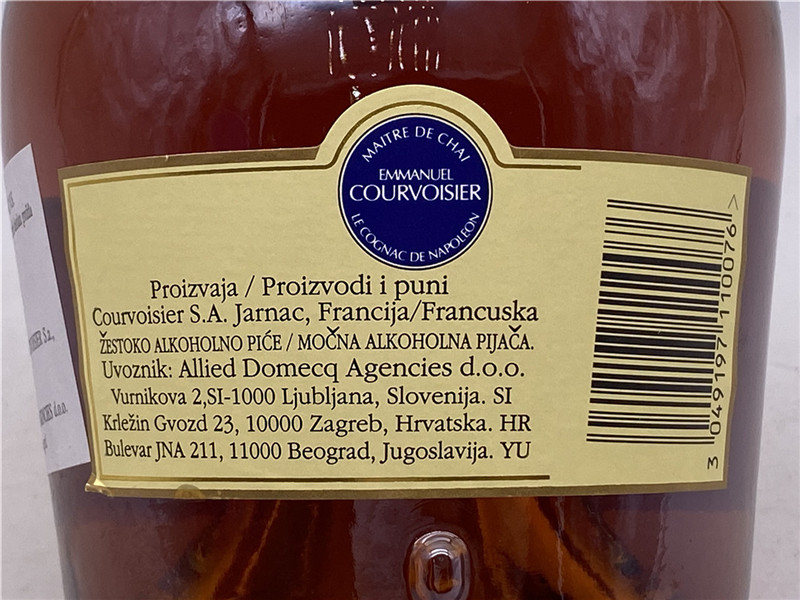 MAITRE DE CHAI
EMMANUEL
COURVOISIER
LE COGNAC DE NAPOLEON
Proizvaja / Proizvodi i puni
Courvoisier S.A. Jarnac, Francija/Francuska
ŽESTOKO ALKOHOLNO PIĆE / MOČNA ALKOHOLNA PIJAČA.
Uvoznik: Allied Domecq Agencies d.o.o.
Vurnikova 2,SI-1000 Ljubljana, Slovenija. SI
Krležin Gvozd 23, 10000 Zagreb, Hrvatska. HR
Bulevar JNA 211, 11000 Beograd, Jugoslavija. YU
3 049197 110076 >
d.o.o.